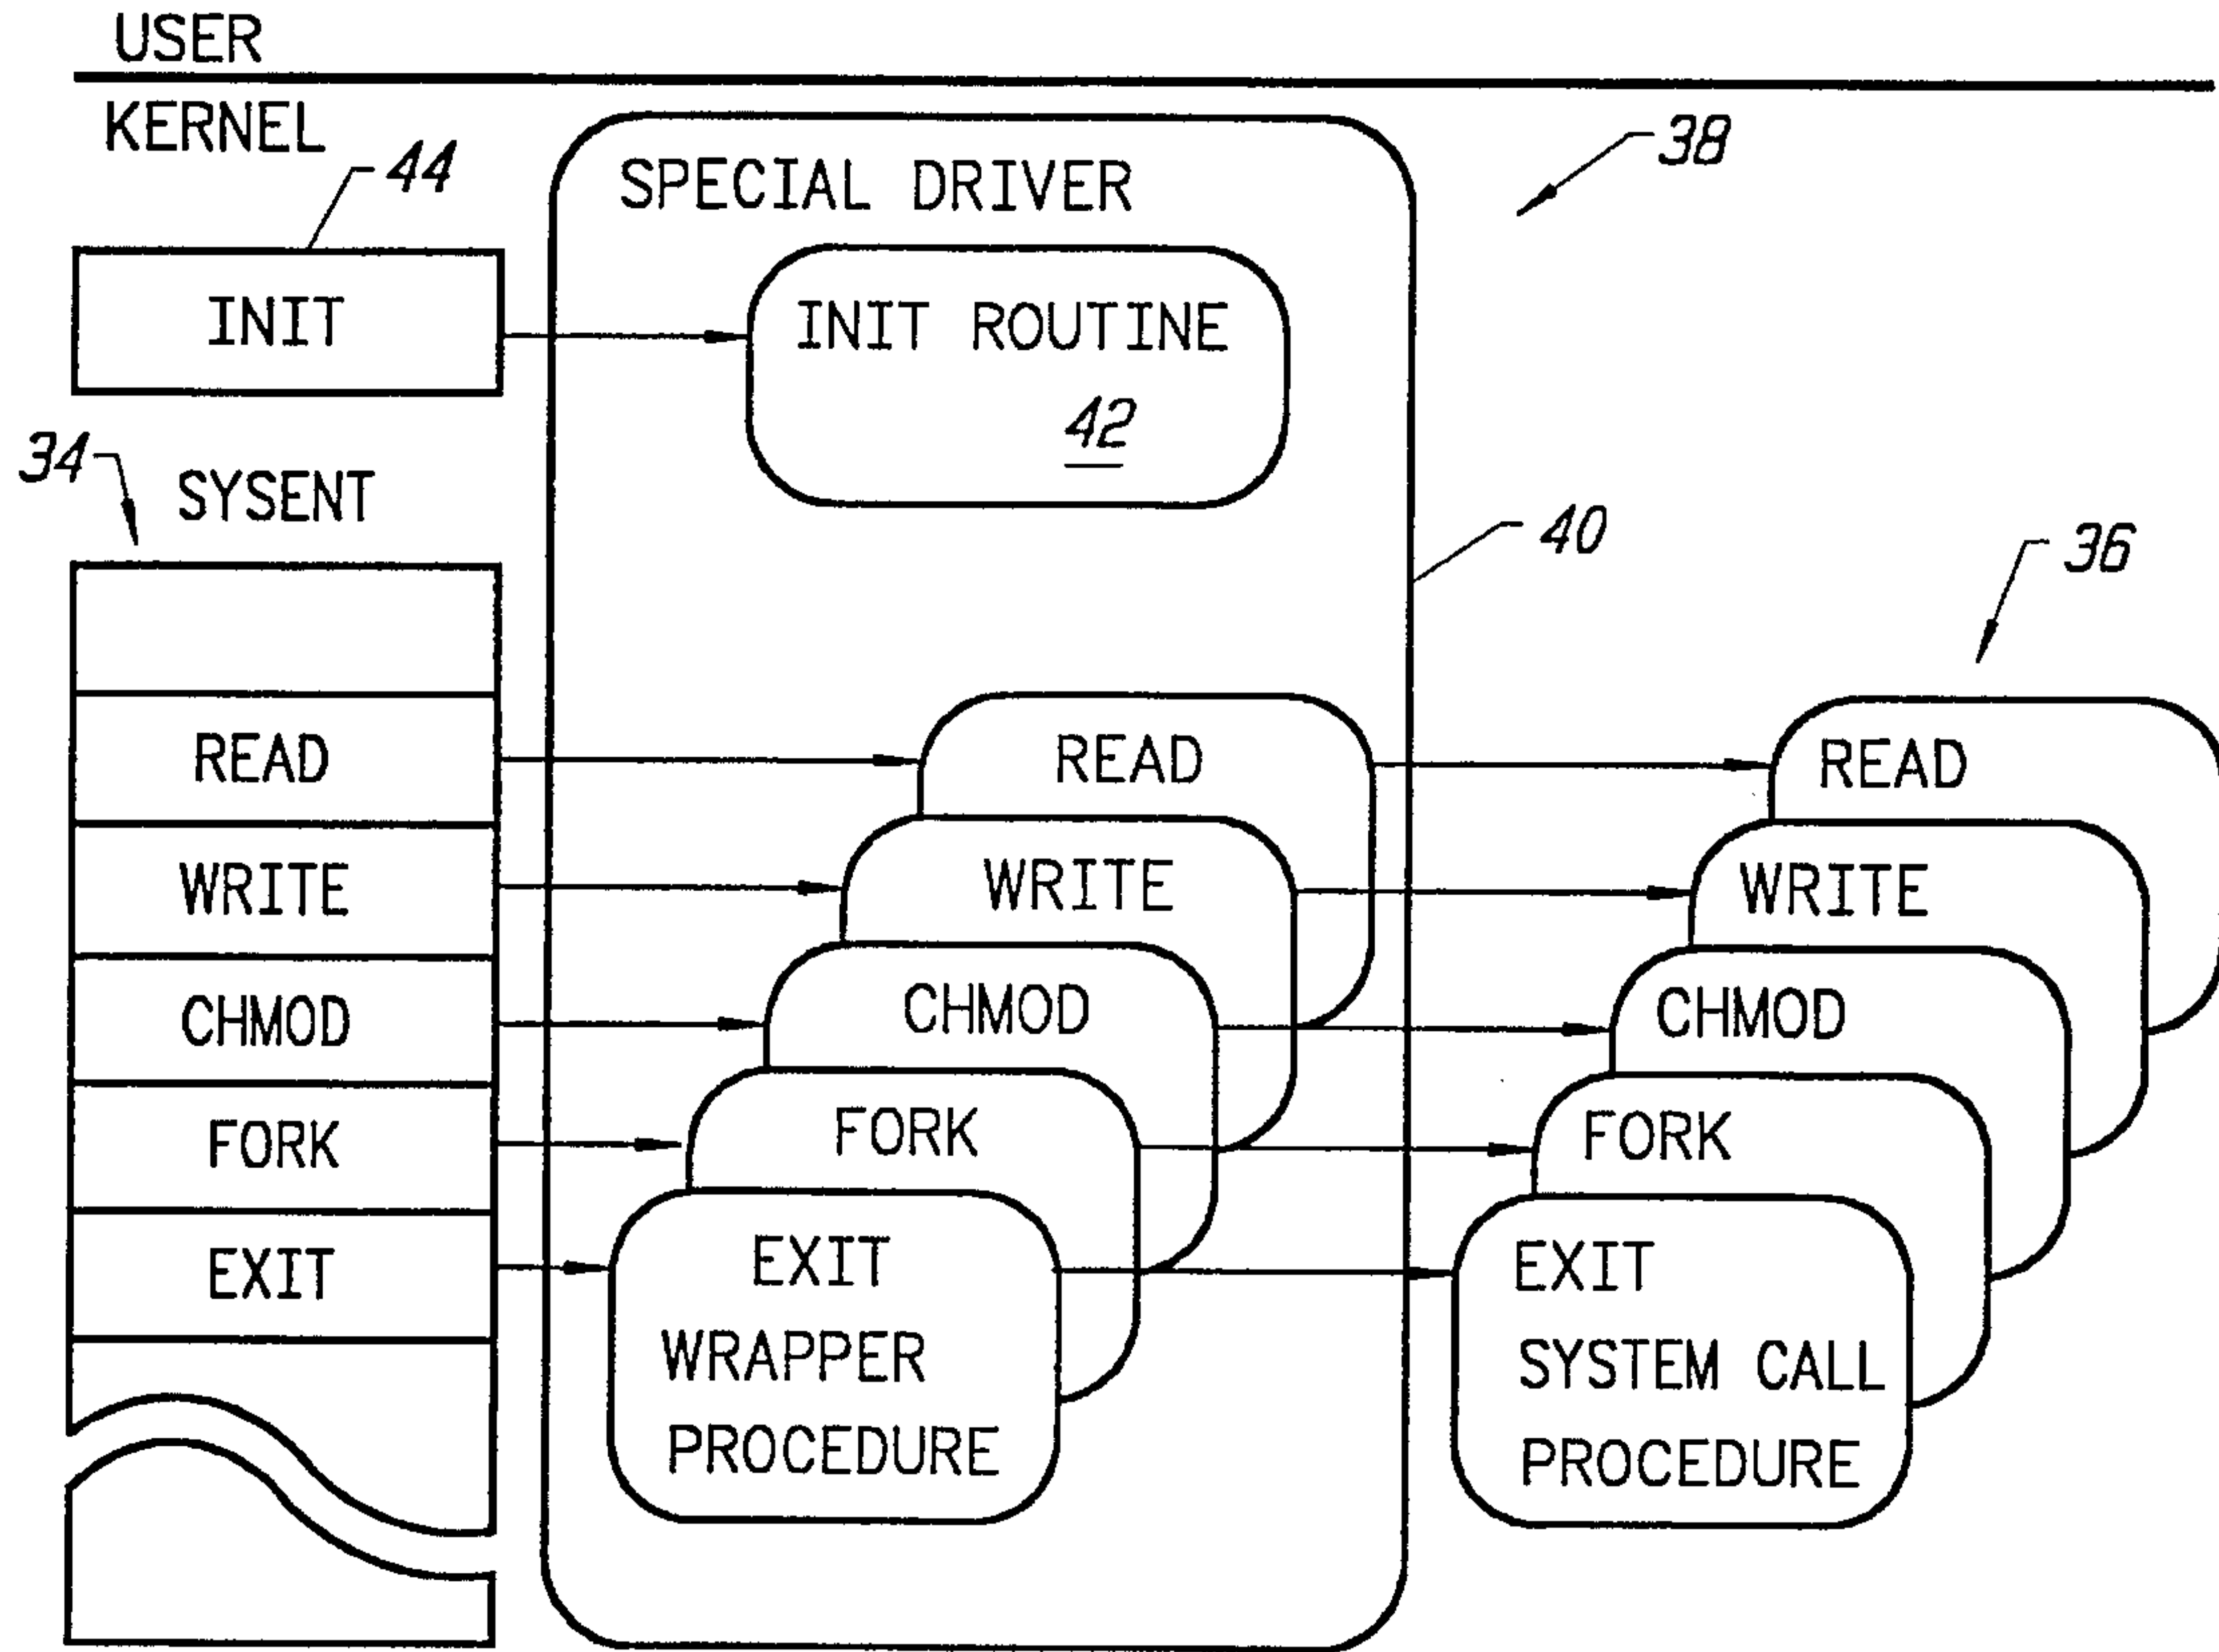 USER
KERNEL
44
38
SPECIAL DRIVER
INIT
INIT ROUTINE
42
34
SYSENT
40
36
READ
READ
READ
WRITE
WRITE
WRITE
CHMOD
CHMOD
CHMOD
FORK
FORK
FORK
EXIT
EXIT
WRAPPER
PROCEDURE
EXIT
SYSTEM CALL
PROCEDURE